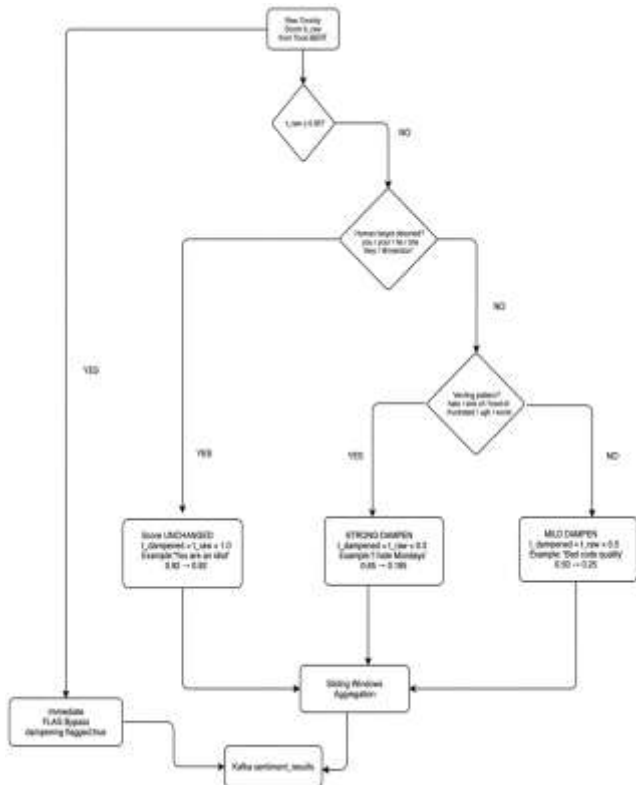 Raw Toxicity
Score t_raw
from Toxic-BERT
t_raw ≥ 0.95?
NO
Human target detected?
you / your / he / she
they / @mention
NO
YES
Venting pattern?
hate / sick of / tired of
frustrated / ugh /
YES
YES
NO
Score UNCHANGED
t_dampened = t_raw × 1.0
Example: 'You are an idiot'
0.92 → 0.92
STRONG DAMPEN
t_dampened = t_raw × 0.3
Example: 'I hate Mondays'
0.65 → 0.195
MILD DAMPEN
t_dampened = t_raw × 0.5
Example: 'Bad code quality'
0.50 → 0.25
Sliding Windows
Aggregation
Immediate
FLAG Bypass
dampening flagged:true
Kafka sentiment_results